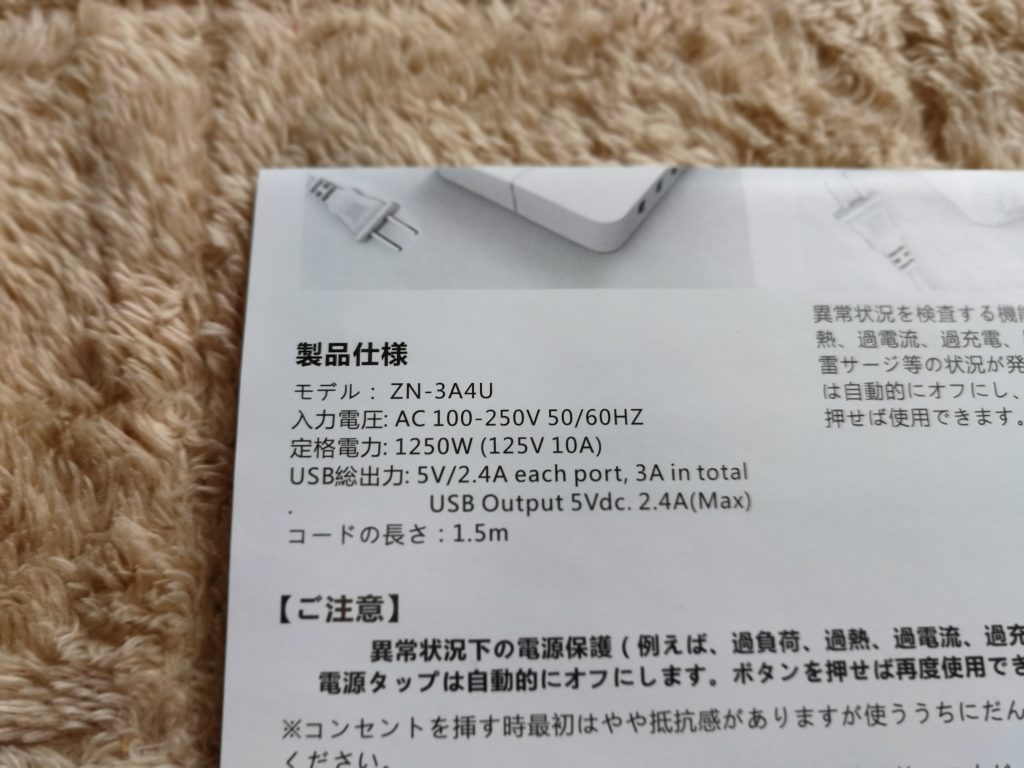 製品仕様
モデル： ZN-3A4U
入力電圧: AC 100-250V 50/60HZ
定格電力: 1250W (125V 10A)
USB総出力: 5V/2.4A each port, 3A in total
. USB Output 5Vdc. 2.4A(Max)
コードの長さ：1.5m
異常状況を検査する機能
熱、過電流、過充電、
雷サージ等の状況が発
は自動的にオフにし、
押せば使用できます。
【ご注意】
異常状況下の電源保護 ( 例えば、過負荷、過熱、過電流、過充
電源タップは自動的にオフにします。ボタンを押せば再度使用でき
※コンセントを挿す時最初はやや抵抗感がありますが使ううちにだん
ください。